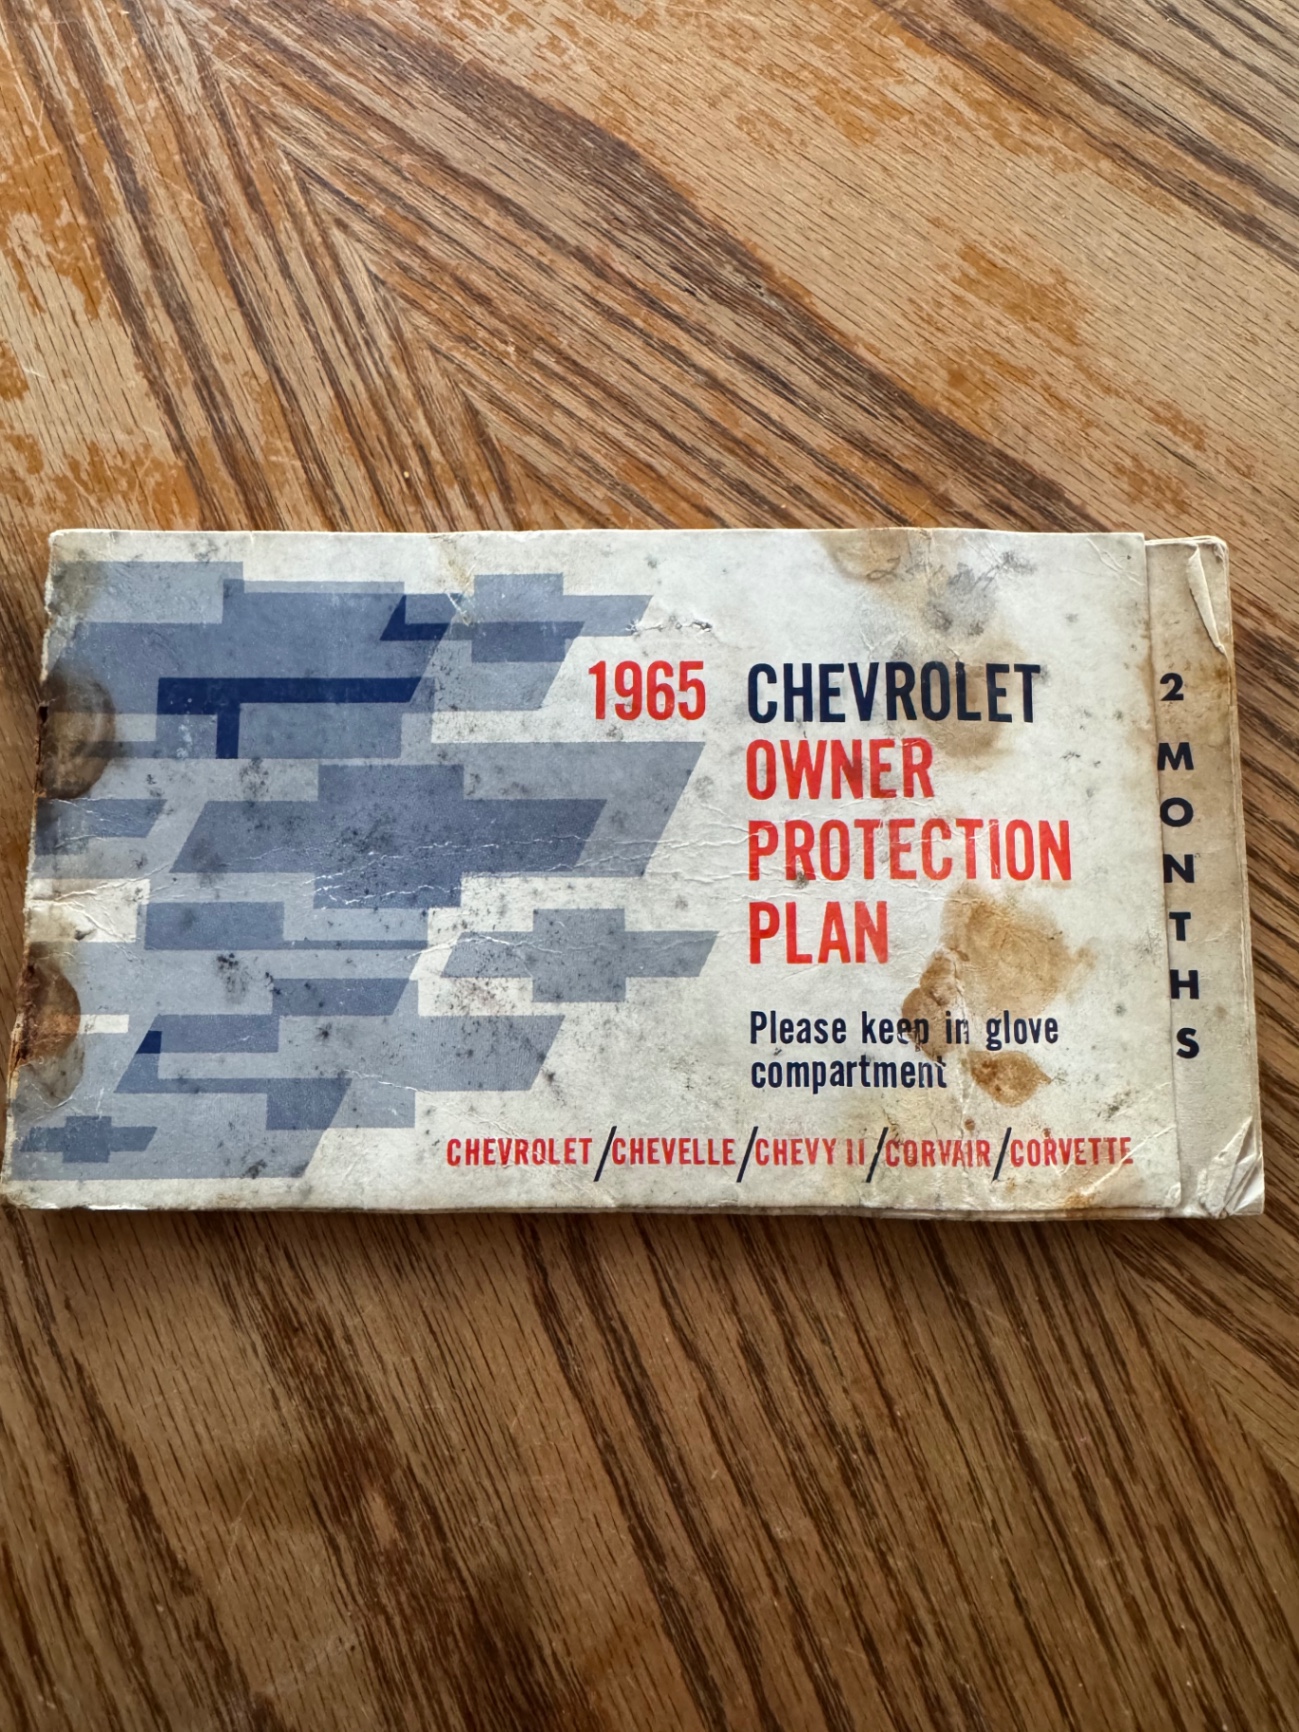 1965 CHEVROLET
OWNER
PROTECTION
PLAN
Please keep in glove
compartment
CHEVROLET/CHEVELLE/CHEVY II/CORVAIR/CORVETTE
2 MONTHS